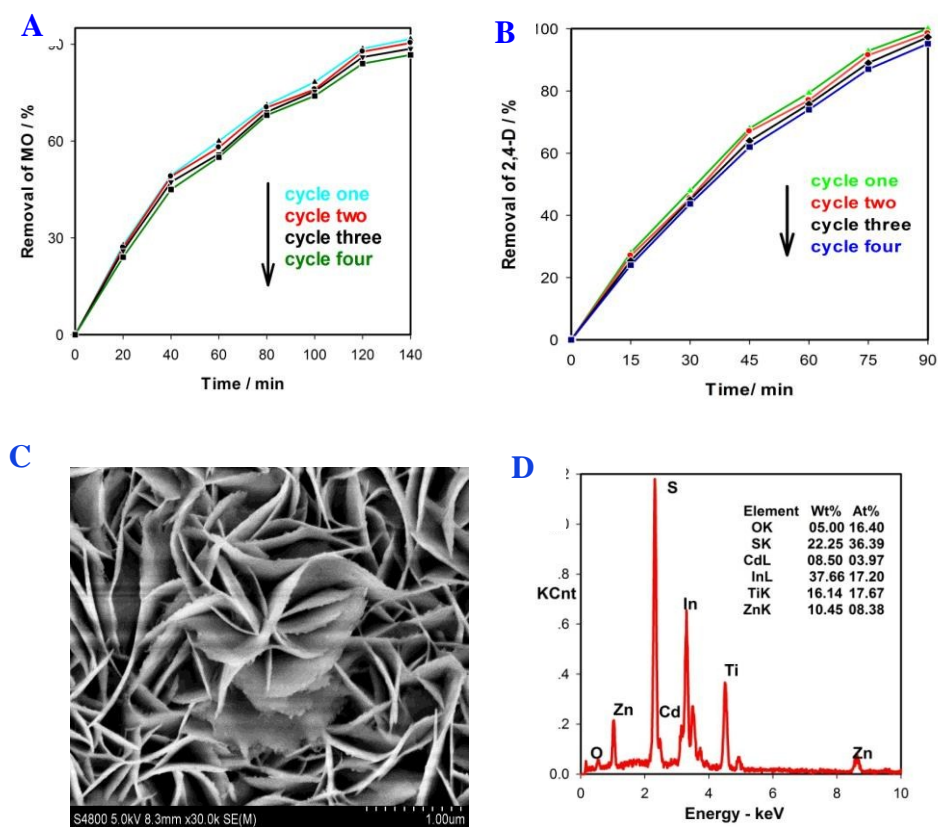 A
Removal of MO / %
90
60
30
0
cycle one
cycle two
cycle three
cycle four
0 20 40 60 80 100 120 140
Time / min
B
Removal of 2,4-D / %
100
80
60
40
20
0
cycle one
cycle two
cycle three
cycle four
0 15 30 45 60 75 90
Time/ min
C
S4800 5.0kV 8.3mm x30.0k SE(M)
1.00um
D
KCnt
.2
.8
.6
.4
.2
.0
S
In
Zn
Cd
Ti
O
Zn
Element Wt% At%
OK 05.00 16.40
SK 22.25 36.39
CdL 08.50 03.97
InL 37.66 17.20
TiK 16.14 17.67
ZnK 10.45 08.38
0 2 4 6 8 10
Energy - keV